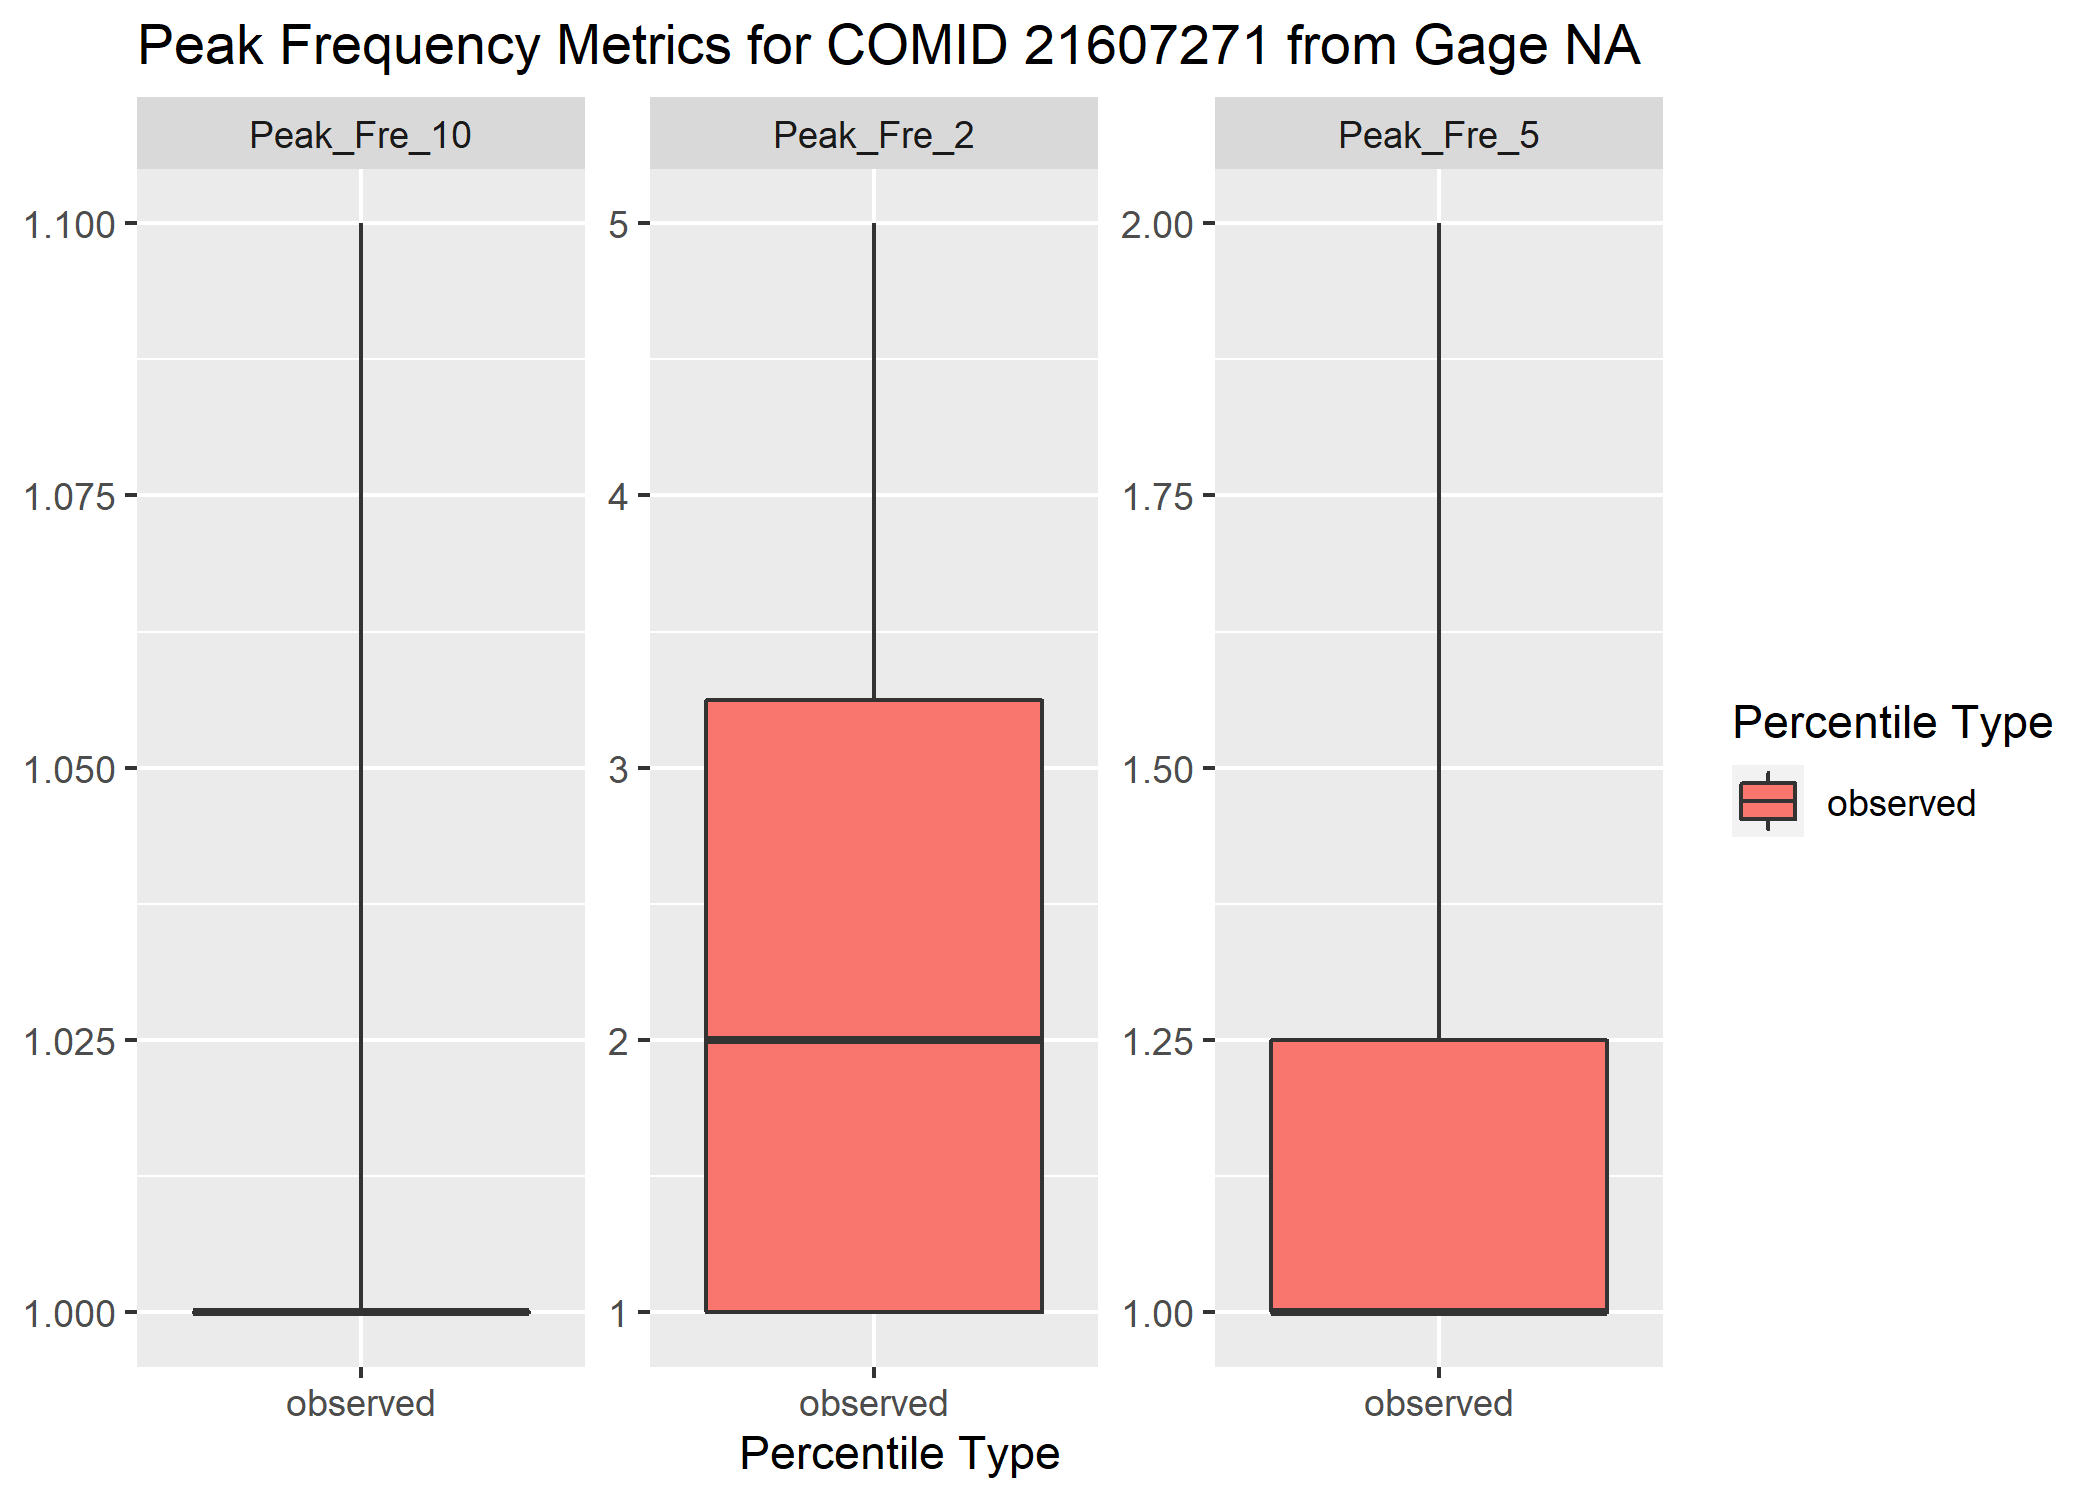 Peak Frequency Metrics for COMID 21607271 from Gage NA
Peak_Fre_10
Peak_Fre_2
Peak_Fre_5
1.100
1.075
1.050
1.025
1.000
5
4
3
2
1
2.00
1.75
1.50
1.25
1.00
observed
observed
observed
Percentile Type
Percentile Type
observed